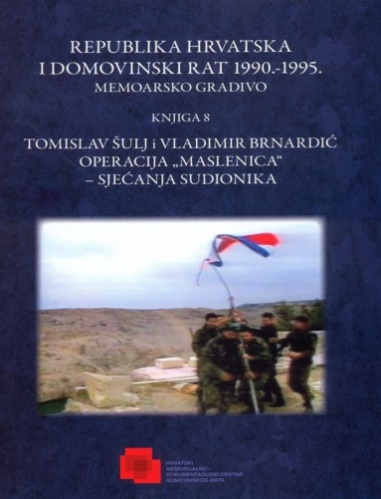 REPUBLIKA HRVATSKA
I DOMOVINSKI RAT 1990.-1995.
MEMOARSKO GRADIVO
KNJIGA 8
TOMISLAV ŠULJ i VLADIMIR BRNARDIĆ
OPERACIJA „MASLENICA“
– SJEĆANJA SUDIONIKA
HRVATSKI
MEMORIJALNO-
DOKUMENTACIJSKI CENTAR
DOMOVINSKOG RATA